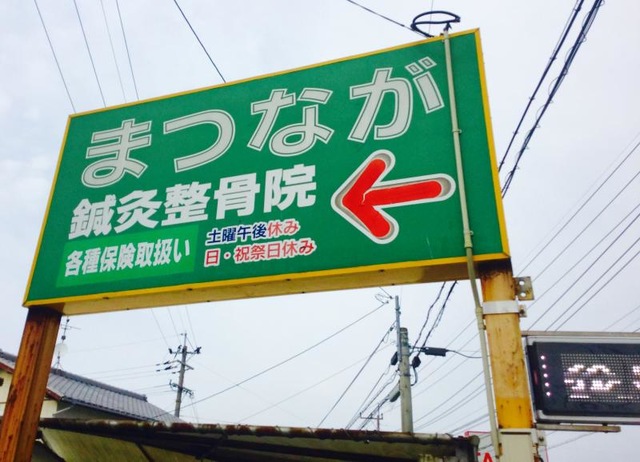 まつなが
鍼灸整骨院
各種保険取扱い
土曜午後休み
日・祝祭日休み